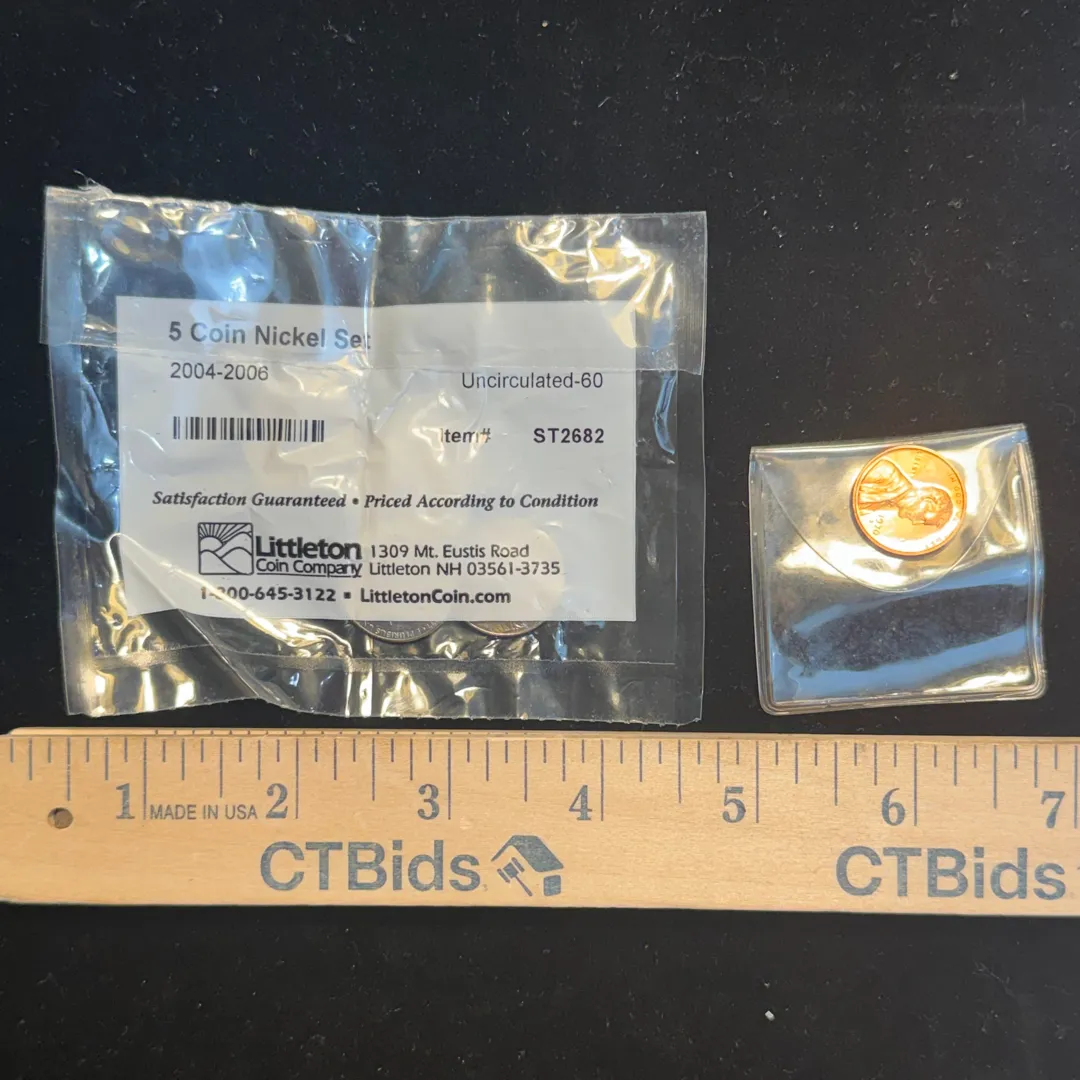 5 Coin Nickel Set
2004-2006
Uncirculated-60
Item# ST2682
Satisfaction Guaranteed • Priced According to Condition
Littleton
Coin Company
1309 Mt. Eustis Road
Littleton NH 03561-3735
1-800-645-3122 ▪ LittletonCoin.com
1970
1 MADE IN USA 2 3 4 5 6 7
CTBids CTBids